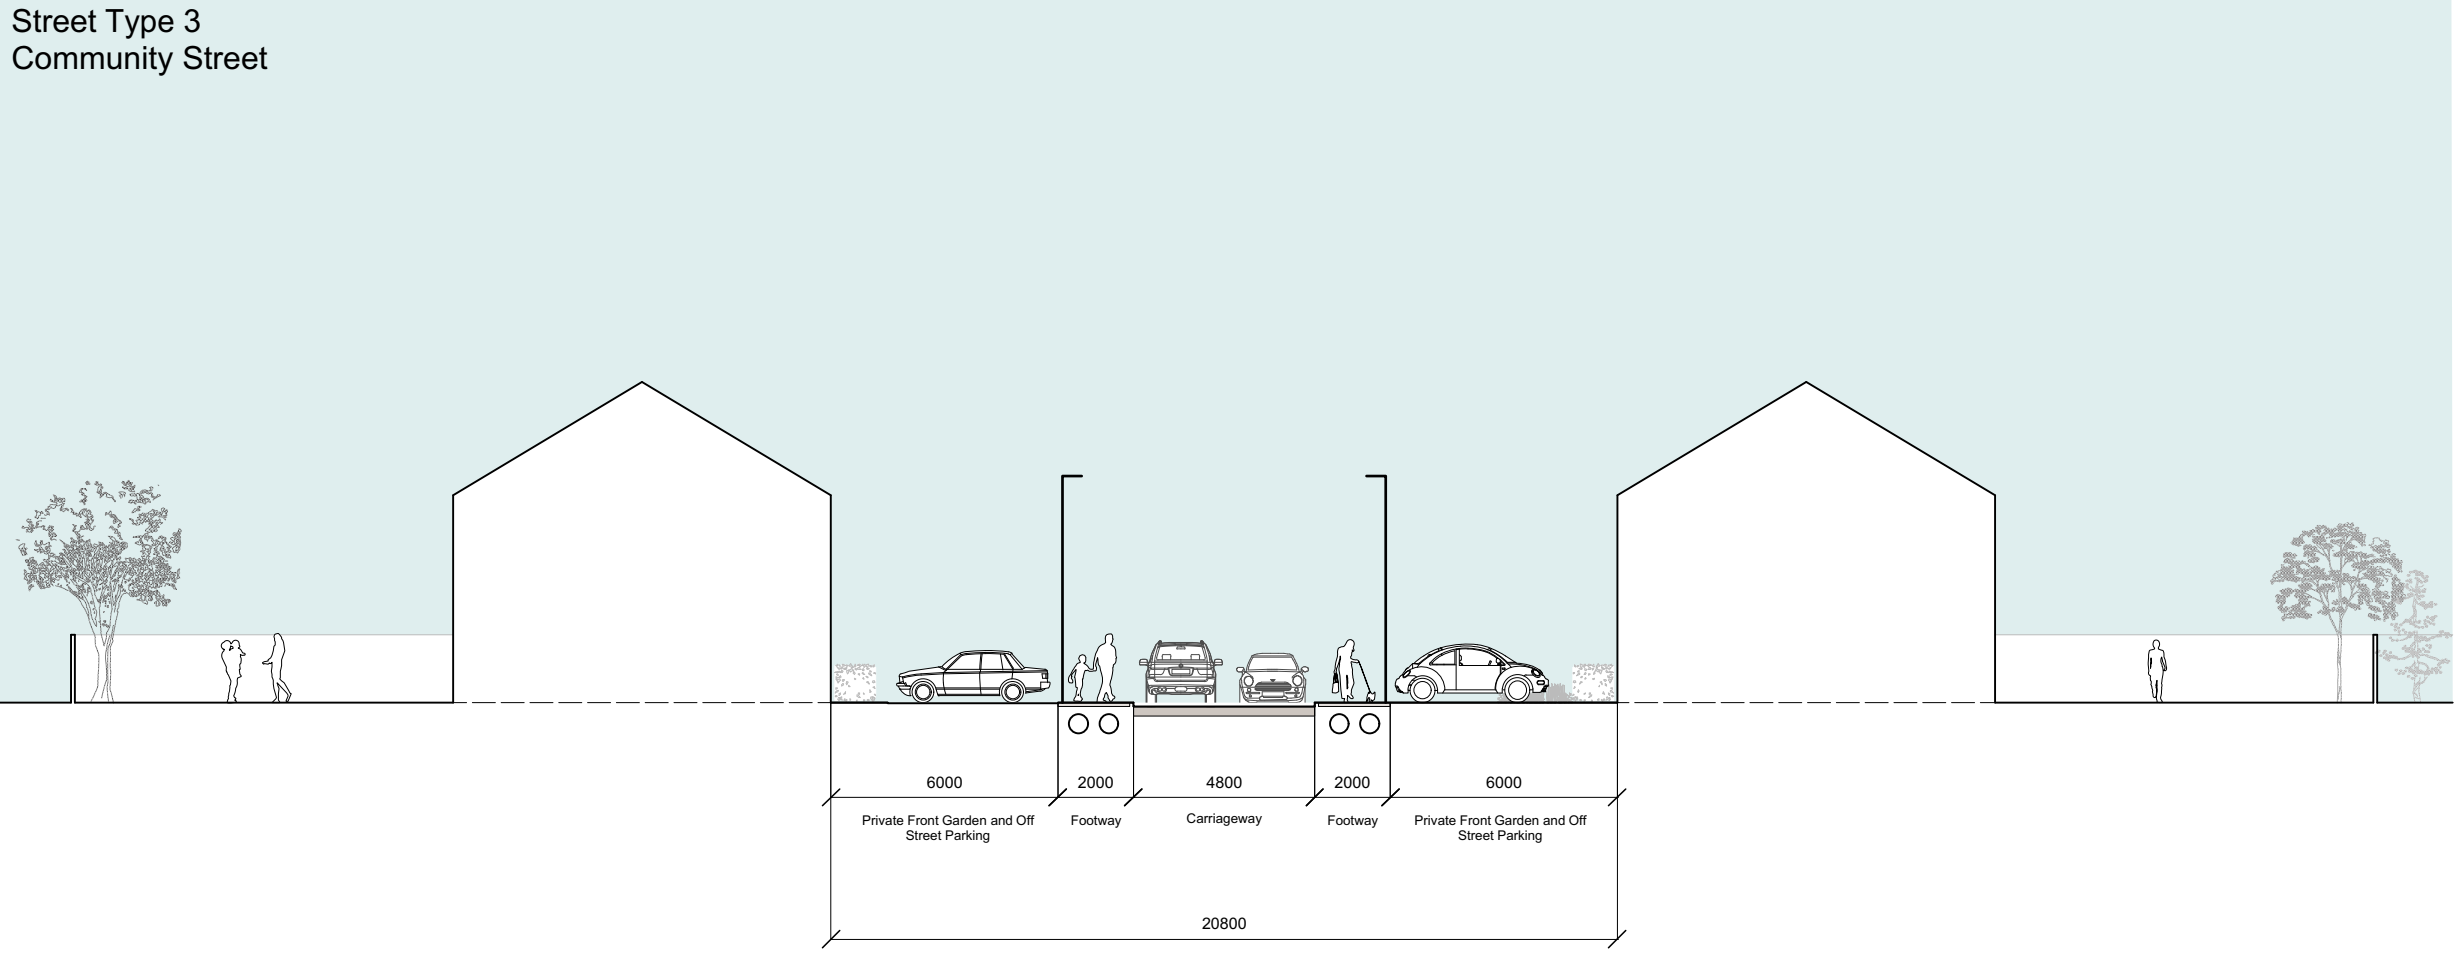 Street Type 3
Community Street
6000
2000
4800
2000
6000
Private Front Garden and Off
Street Parking
Footway
Carriageway
Footway
Private Front Garden and Off
Street Parking
20800